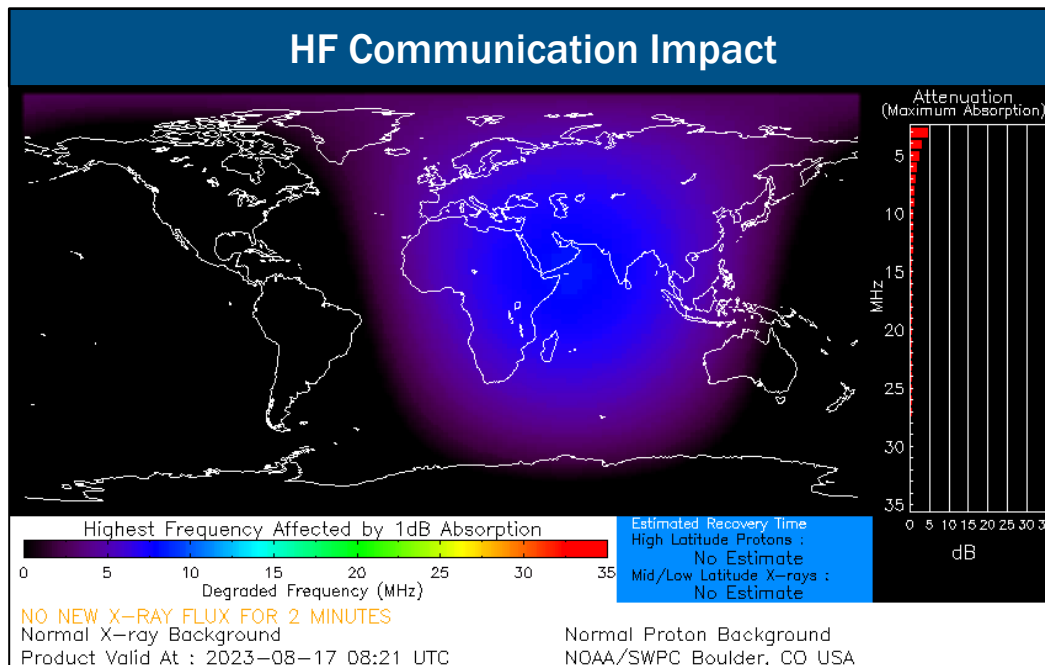 HF Communication Impact
Attenuation
(Maximum Absorption)
5
10
15
20
25
30
35
MHz
0 5 10 15 20 25 30 3
dB
Highest Frequency Affected by 1dB Absorption
0 5 10 15 20 25 30 35
Degraded Frequency (MHz)
Estimated Recovery Time
High Latitude Protons :
No Estimate
Mid/Low Latitude X-rays :
No Estimate
NO NEW X-RAY FLUX FOR 2 MINUTES
Normal X-ray Background
Normal Proton Background
Product Valid At : 2023-08-17 08:21 UTC
NOAA/SWPC Boulder, CO USA